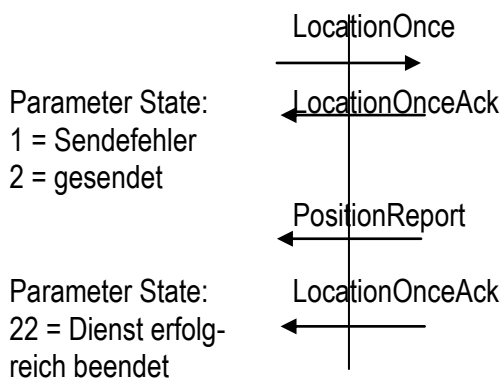 LocationOnce
Parameter State:
LocationOnceAck
1 = Sendefehler
2 = gesendet
PositionReport
Parameter State:
LocationOnceAck
22 = Dienst erfolg-
reich beendet